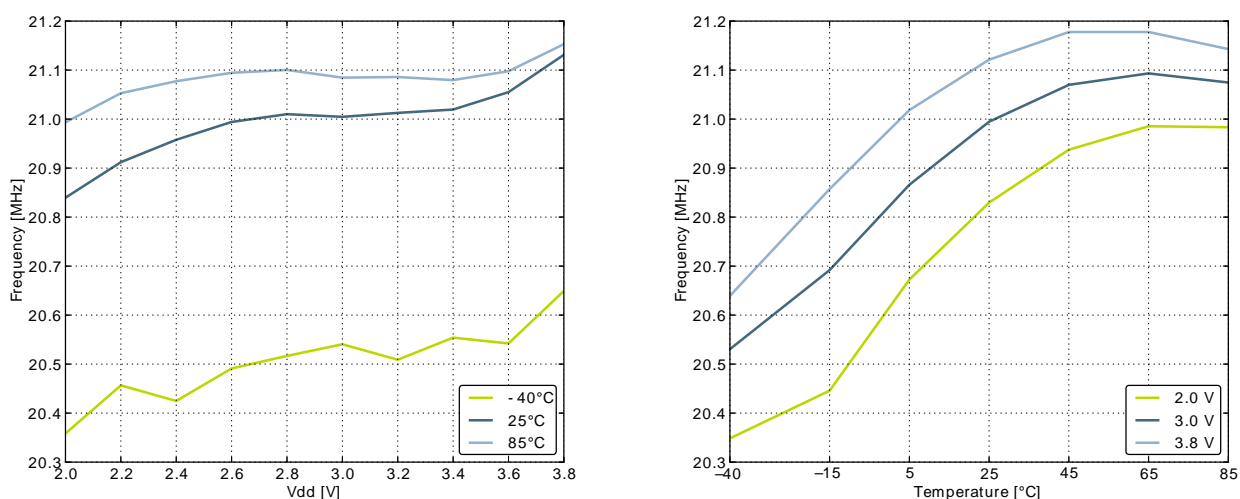 21.2
21.1
21.0
20.9
20.8
20.7
20.6
20.5
20.4
20.3
Frequency [MHz]
2.0 2.2 2.4 2.6 2.8 3.0 3.2 3.4 3.6 3.8
Vdd [V]
- 40°C
25°C
85°C
21.2
21.1
21.0
20.9
20.8
20.7
20.6
20.5
20.4
20.3
Frequency [MHz]
–40 –15 5 25 45 65 85
Temperature [°C]
2.0 V
3.0 V
3.8 V